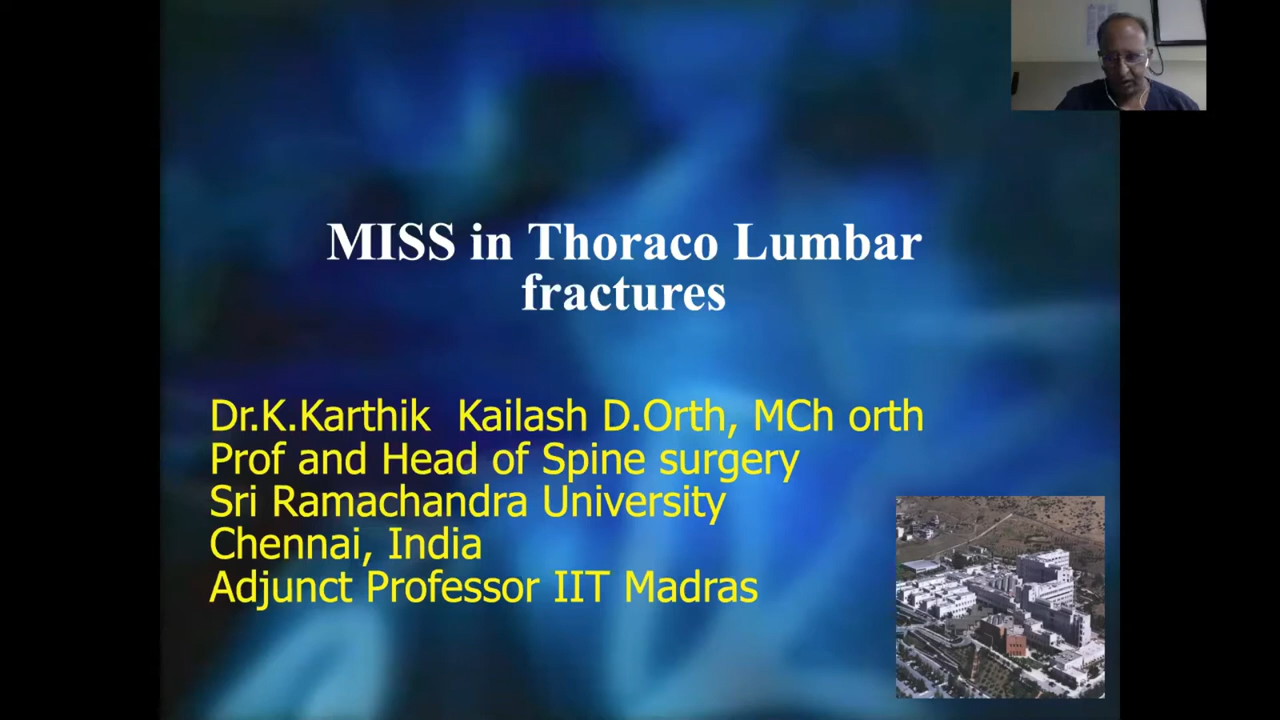 MISS in Thoraco Lumbar
fractures
Dr.K.Karthik Kailash D.Orth, MCh orth
Prof and Head of Spine surgery
Sri Ramachandra University
Chennai, India
Adjunct Professor IIT Madras